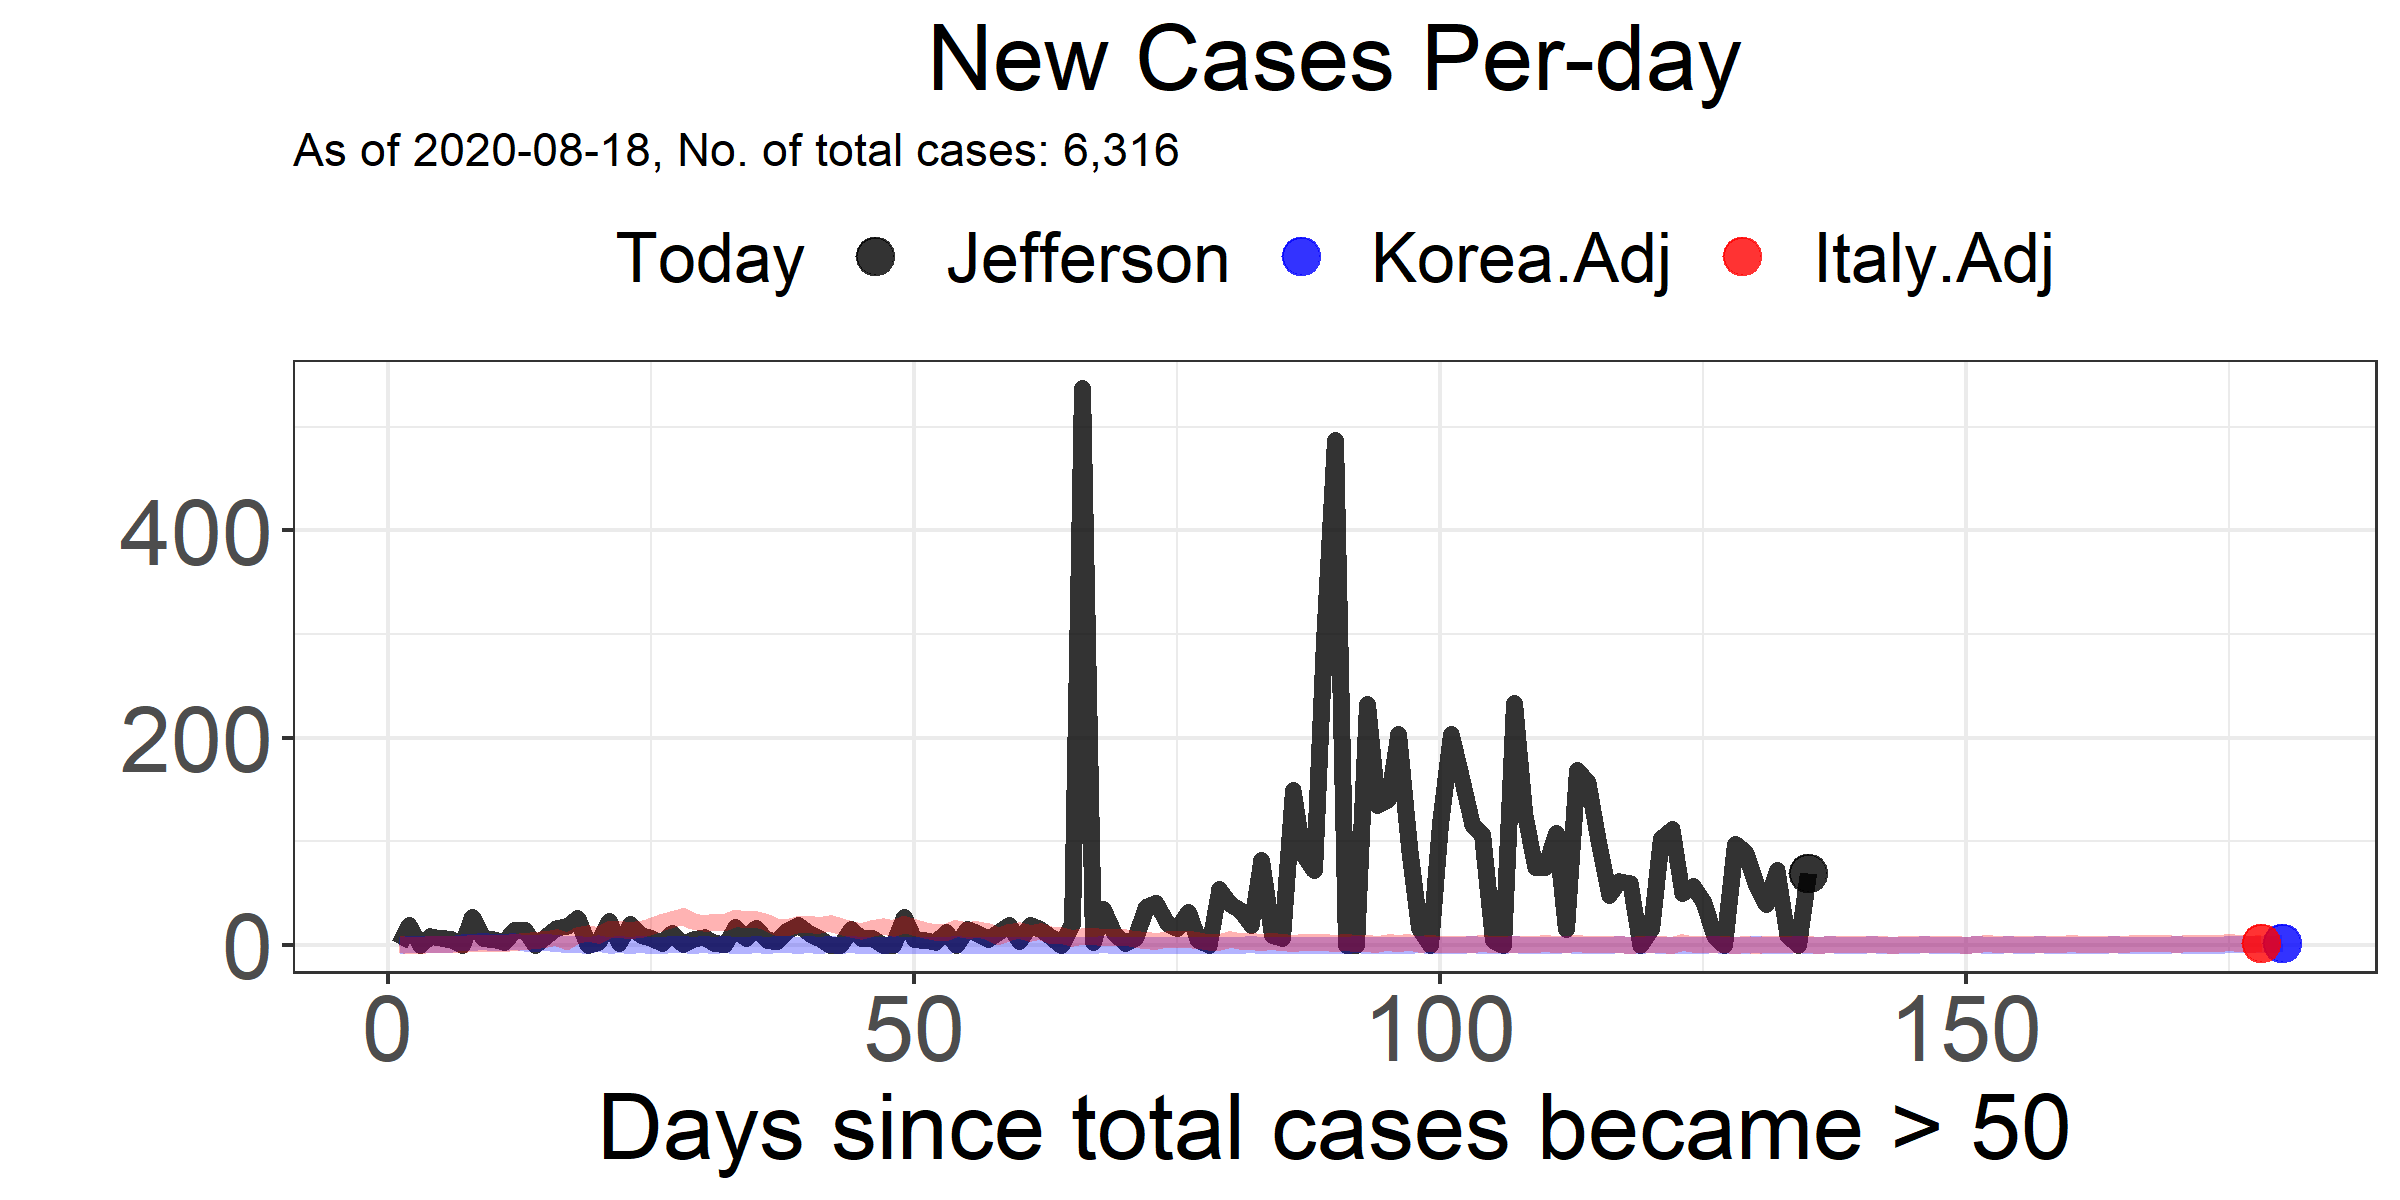 New Cases Per-day
As of 2020-08-18, No. of total cases: 6,316
Today Jefferson Korea.Adj Italy.Adj
400
200
0
0 50 100 150
Days since total cases became > 50